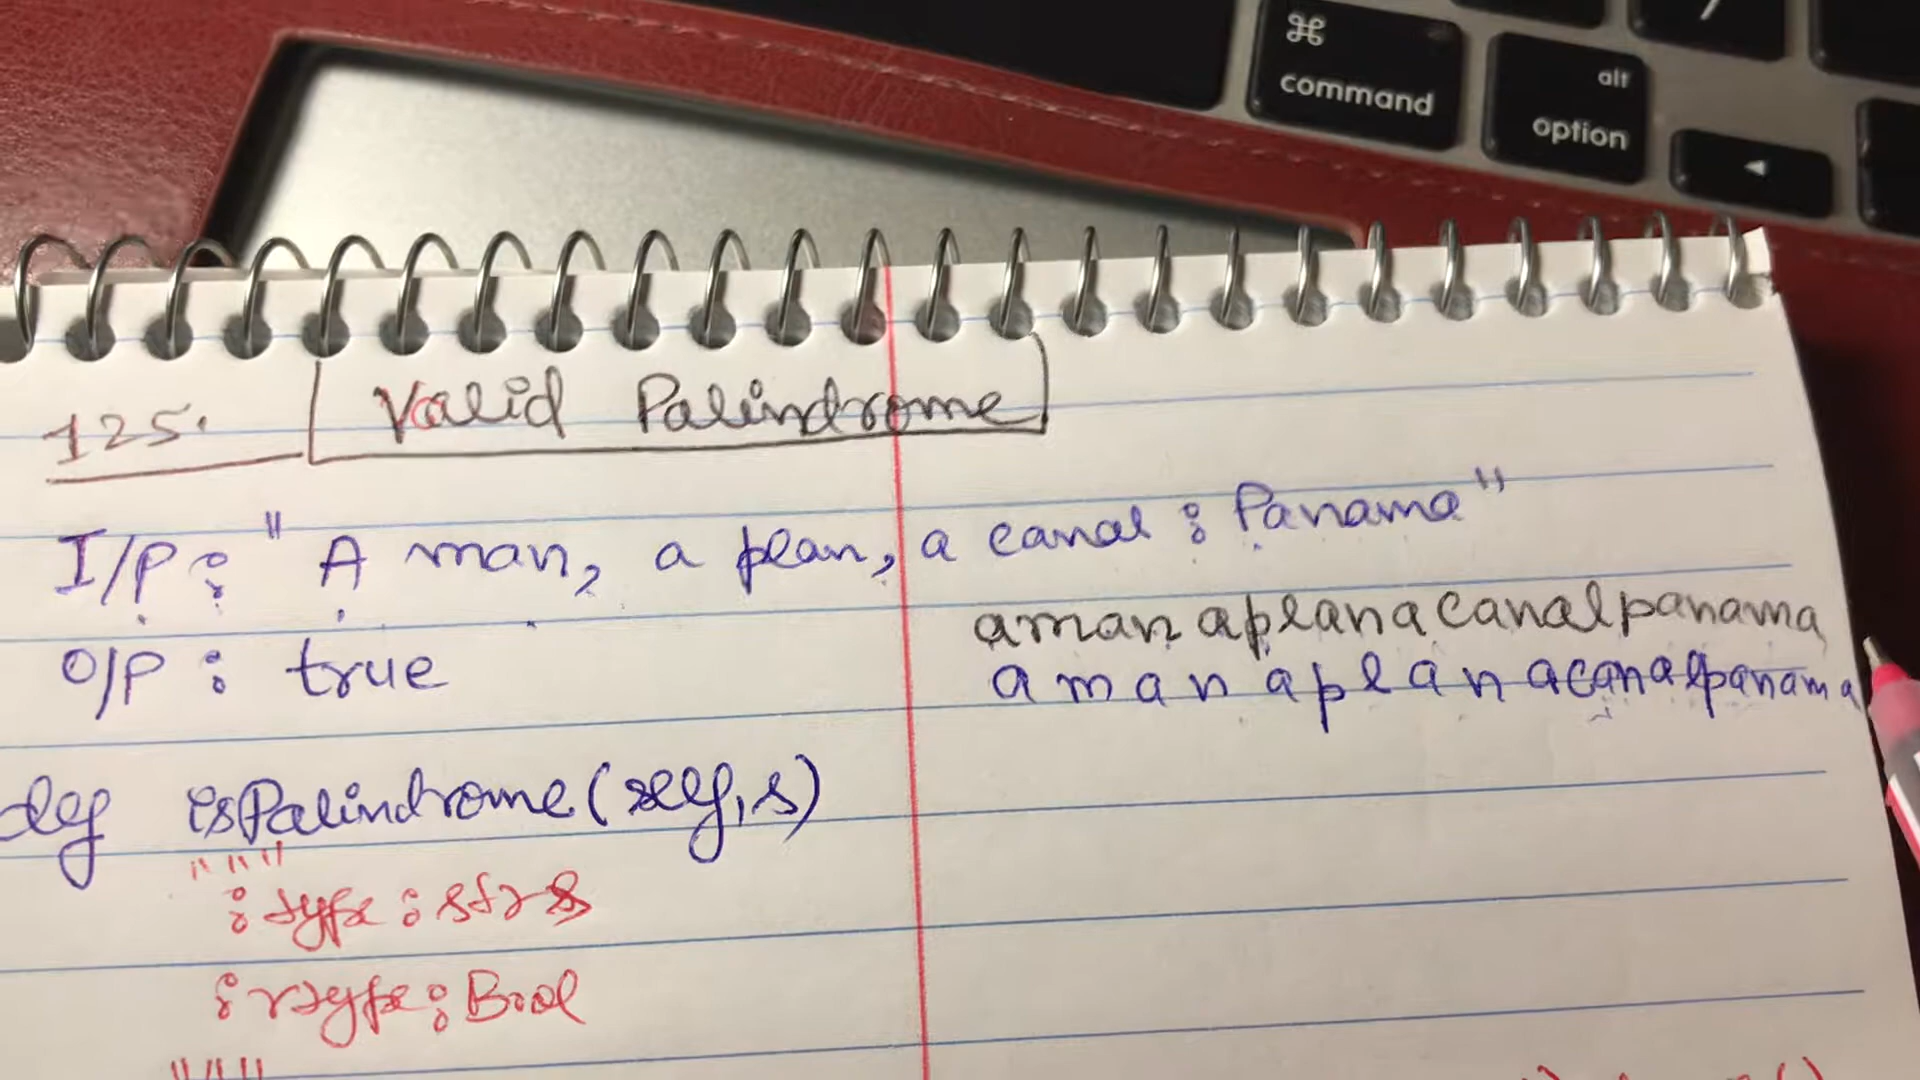 ⌘
command
alt
option
◄
/
125. Valid Palindrome
I/P : " A man, a plan, a canal : Panama"
amanaplanacanalpanama
O/P : true
amanaplanacanalpanama
def isPalindrome(self, s)
"""
:type : str s
:rtype: Bool
"""